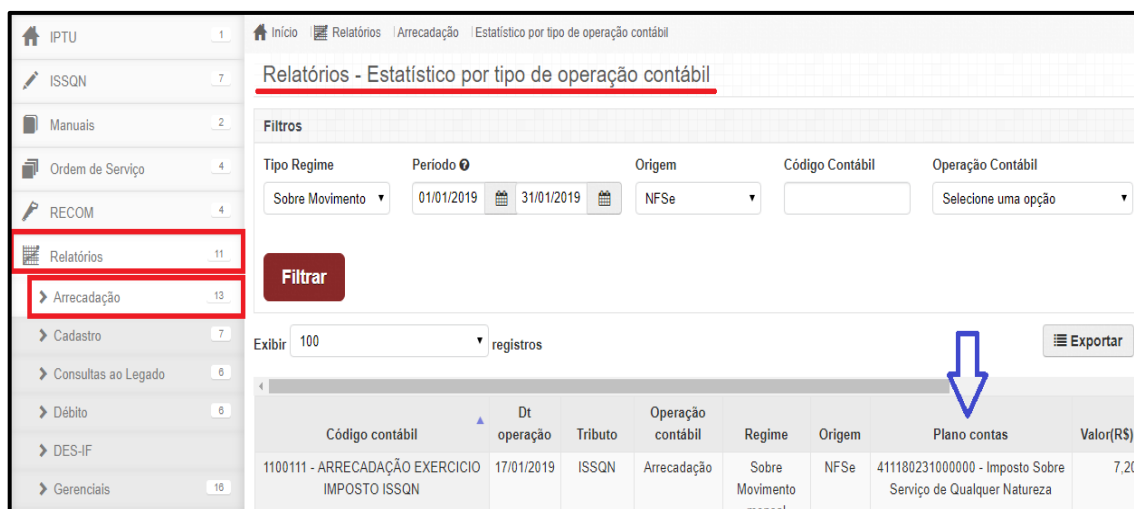 IPTU 1
ISSQN 7
Manuais 2
Ordem de Serviço 4
RECOM 4
Relatórios 11
Arrecadação 13
Cadastro 7
Consultas ao Legado 6
Débito 6
DES-IF
Gerenciais 16
Início Relatórios Arrecadação Estatístico por tipo de operação contábil
Relatórios - Estatístico por tipo de operação contábil
Filtros
Tipo Regime Período Origem Código Contábil Operação Contábil
Sobre Movimento 01/01/2019 31/01/2019 NFSe Selecione uma opção
Filtrar
Exibir 100 registros Exportar
Dt Operação
Código contábil operação Tributo contábil Regime Origem Plano contas Valor(R$)
1100111 - ARRECADAÇÃO EXERCICIO 17/01/2019 ISSQN Arrecadação Sobre NFSe 411180231000000 - Imposto Sobre 7,20
IMPOSTO ISSQN Movimento Serviço de Qualquer Natureza